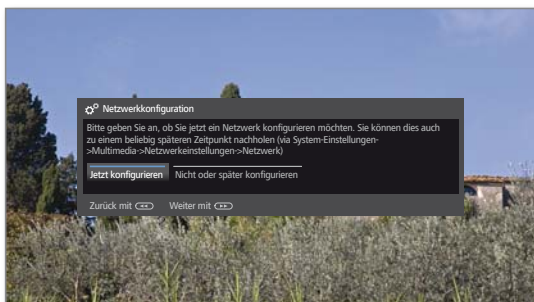 Netzwerkkonfiguration
Bitte geben Sie an, ob Sie jetzt ein Netzwerk konfigurieren möchten. Sie können dies auch
zu einem beliebig späteren Zeitpunkt nachholen (via System-Einstellungen-
>Multimedia->Netzwerkeinstellungen->Netzwerk)
Jetzt konfigurieren Nicht oder später konfigurieren
Zurück mit Weiter mit